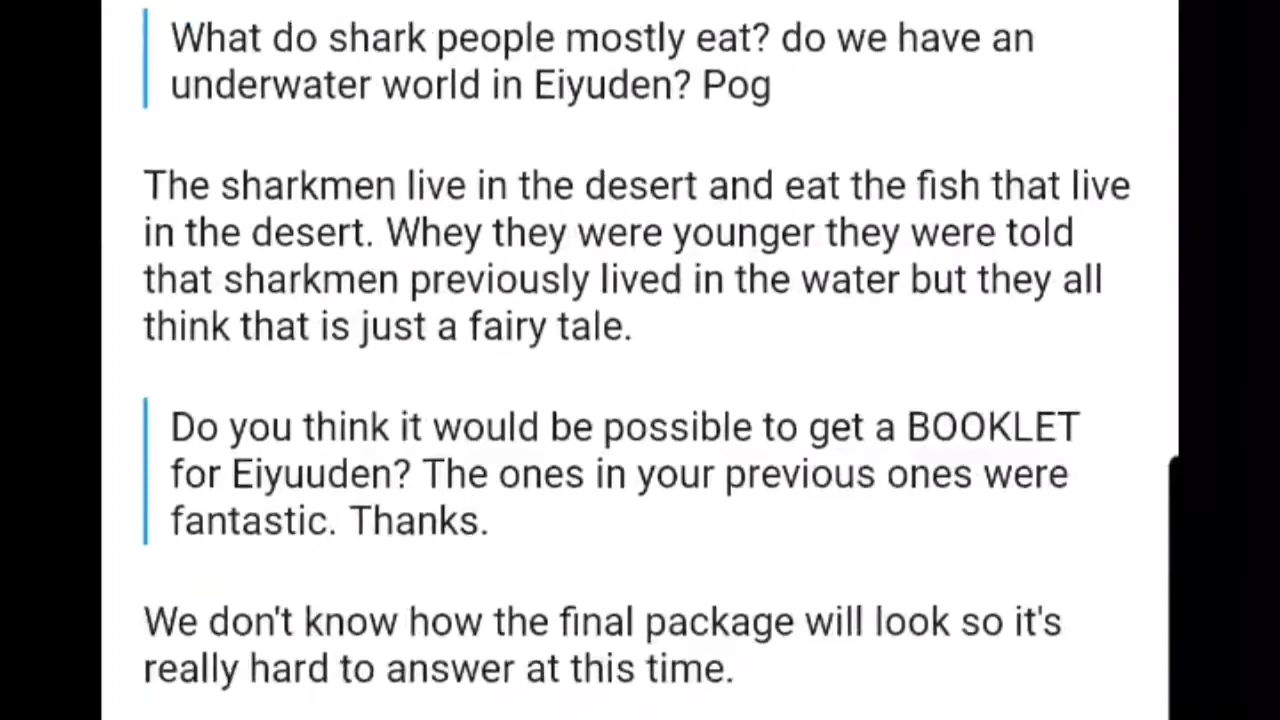 What do shark people mostly eat? do we have an
underwater world in Eiyuden? Pog
The sharkmen live in the desert and eat the fish that live
in the desert. Whey they were younger they were told
that sharkmen previously lived in the water but they all
think that is just a fairy tale.
Do you think it would be possible to get a BOOKLET
for Eiyuuden? The ones in your previous ones were
fantastic. Thanks.
We don't know how the final package will look so it's
really hard to answer at this time.